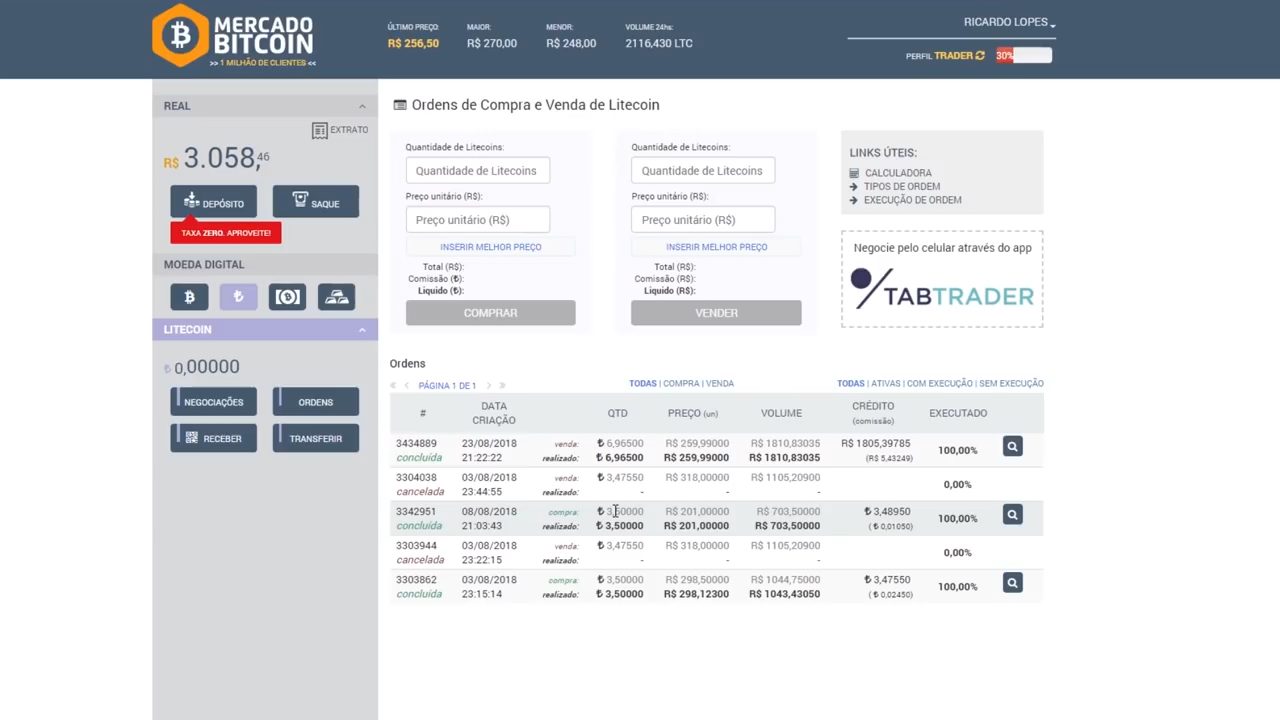 MERCADO
BITCOIN
>> 1 MILHÃO DE CLIENTES <<
ÚLTIMO PREÇO: MAIOR: MENOR: VOLUME 24hs:
R$ 256,50 R$ 270,00 R$ 248,00 2116,430 LTC
RICARDO LOPES
PERFIL TRADER 30%
REAL
EXTRATO
R$ 3.058,46
DEPÓSITO SAQUE
TAXA ZERO. APROVEITE!
MOEDA DIGITAL
LITECOIN
Ł 0,00000
NEGOCIAÇÕES ORDENS
RECEBER TRANSFERIR
Ordens de Compra e Venda de Litecoin
Quantidade de Litecoins:
Quantidade de Litecoins
Preço unitário (R$):
Preço unitário (R$)
INSERIR MELHOR PREÇO
Total (R$):
Comissão (Ł):
Liquido (Ł):
COMPRAR
Quantidade de Litecoins:
Quantidade de Litecoins
Preço unitário (R$):
Preço unitário (R$)
INSERIR MELHOR PREÇO
Total (R$):
Comissão (R$):
Liquido (R$):
VENDER
LINKS ÚTEIS:
CALCULADORA
TIPOS DE ORDEM
EXECUÇÃO DE ORDEM
Negocie pelo celular através do app
TABTRADER
Ordens
« ‹ PÁGINA 1 DE 1 › » TODAS | COMPRA | VENDA TODAS | ATIVAS | COM EXECUÇÃO | SEM EXECUÇÃO
# DATA CRIAÇÃO QTD PREÇO (un) VOLUME CRÉDITO (comissão) EXECUTADO
3434889 23/08/2018 venda: Ł 6,96500 R$ 259,99000 R$ 1810,83035 R$ 1805,39785
concluída 21:22:22 realizado: Ł 6,96500 R$ 259,99000 R$ 1810,83035 (R$ 5,43249) 100,00%
3304038 03/08/2018 venda: Ł 3,47550 R$ 318,00000 R$ 1105,20900
cancelada 23:44:55 realizado: - - - 0,00%
3342951 08/08/2018 compra: Ł 3,50000 R$ 201,00000 R$ 703,50000 Ł 3,48950
concluída 21:03:43 realizado: Ł 3,50000 R$ 201,00000 R$ 703,50000 ( Ł 0,01050) 100,00%
3303944 03/08/2018 venda: Ł 3,47550 R$ 318,00000 R$ 1105,20900
cancelada 23:22:15 realizado: - - - 0,00%
3303862 03/08/2018 compra: Ł 3,50000 R$ 298,50000 R$ 1044,75000 Ł 3,47550
concluída 23:15:14 realizado: Ł 3,50000 R$ 298,12300 R$ 1043,43050 ( Ł 0,02450) 100,00%